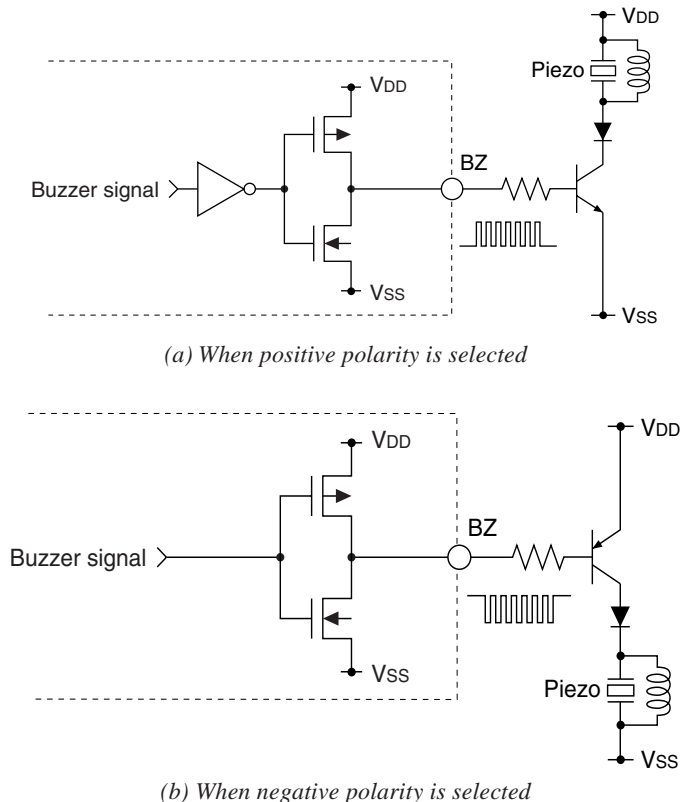 VDD
Piezo
VDD
BZ
Buzzer signal
VSS
VSS
(a) When positive polarity is selected
VDD
VDD
BZ
Buzzer signal
VSS
Piezo
VSS
(b) When negative polarity is selected